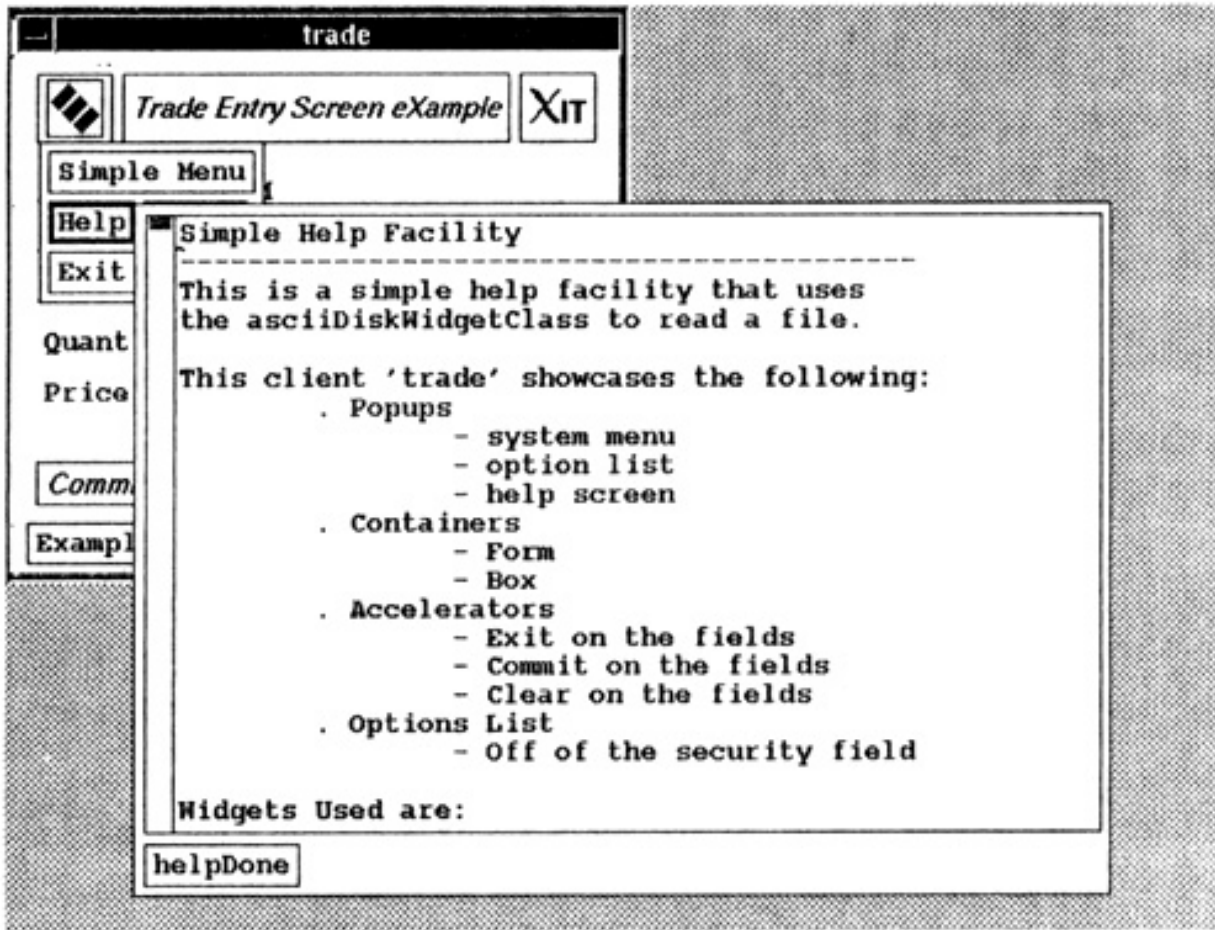 trade
Trade Entry Screen eXample
XIT
Simple Menu
Help
Exit
Quant
Price
Comm
Exampl
Simple Help Facility
-------------------------------------------
This is a simple help facility that uses
the asciiDiskWidgetClass to read a file.
This client 'trade' showcases the following:
. Popups
- system menu
- option list
- help screen
. Containers
- Form
- Box
. Accelerators
- Exit on the fields
- Commit on the fields
- Clear on the fields
. Options List
- Off of the security field
Widgets Used are:
helpDone